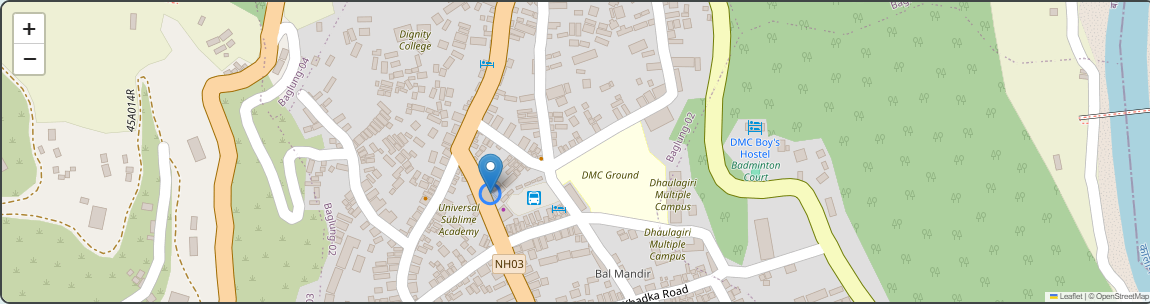 +
−
Dignity
College
Baglung-04
45A014R
Baglung-02
DMC Boy's
Hostel
Badminton
Court
DMC Ground
Dhaulagiri
Multiple
Campus
Universal
Sublime
Academy
Baglung 02
Dhaulagiri
Multiple
Campus
NH03
Bal Mandir
Khadka Road
Leaflet | © OpenStreetMap